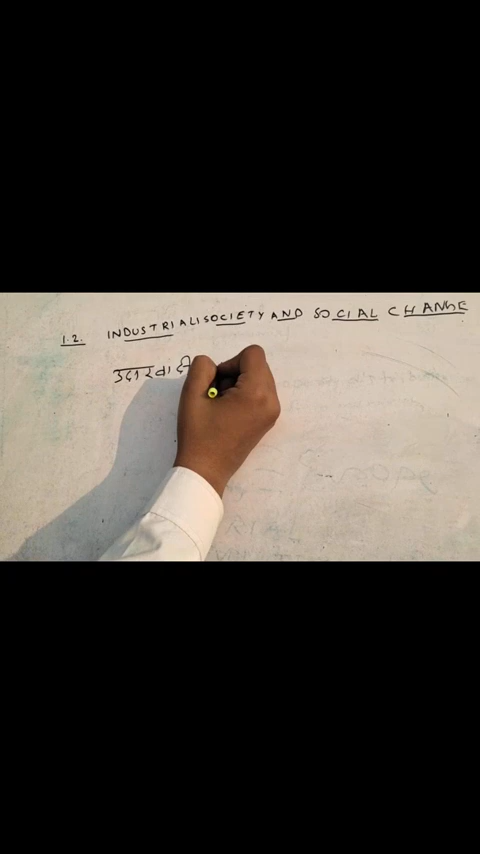 1.2. INDUSTRIALISOCIETY AND SOCIAL CHANGE
उदारवादी